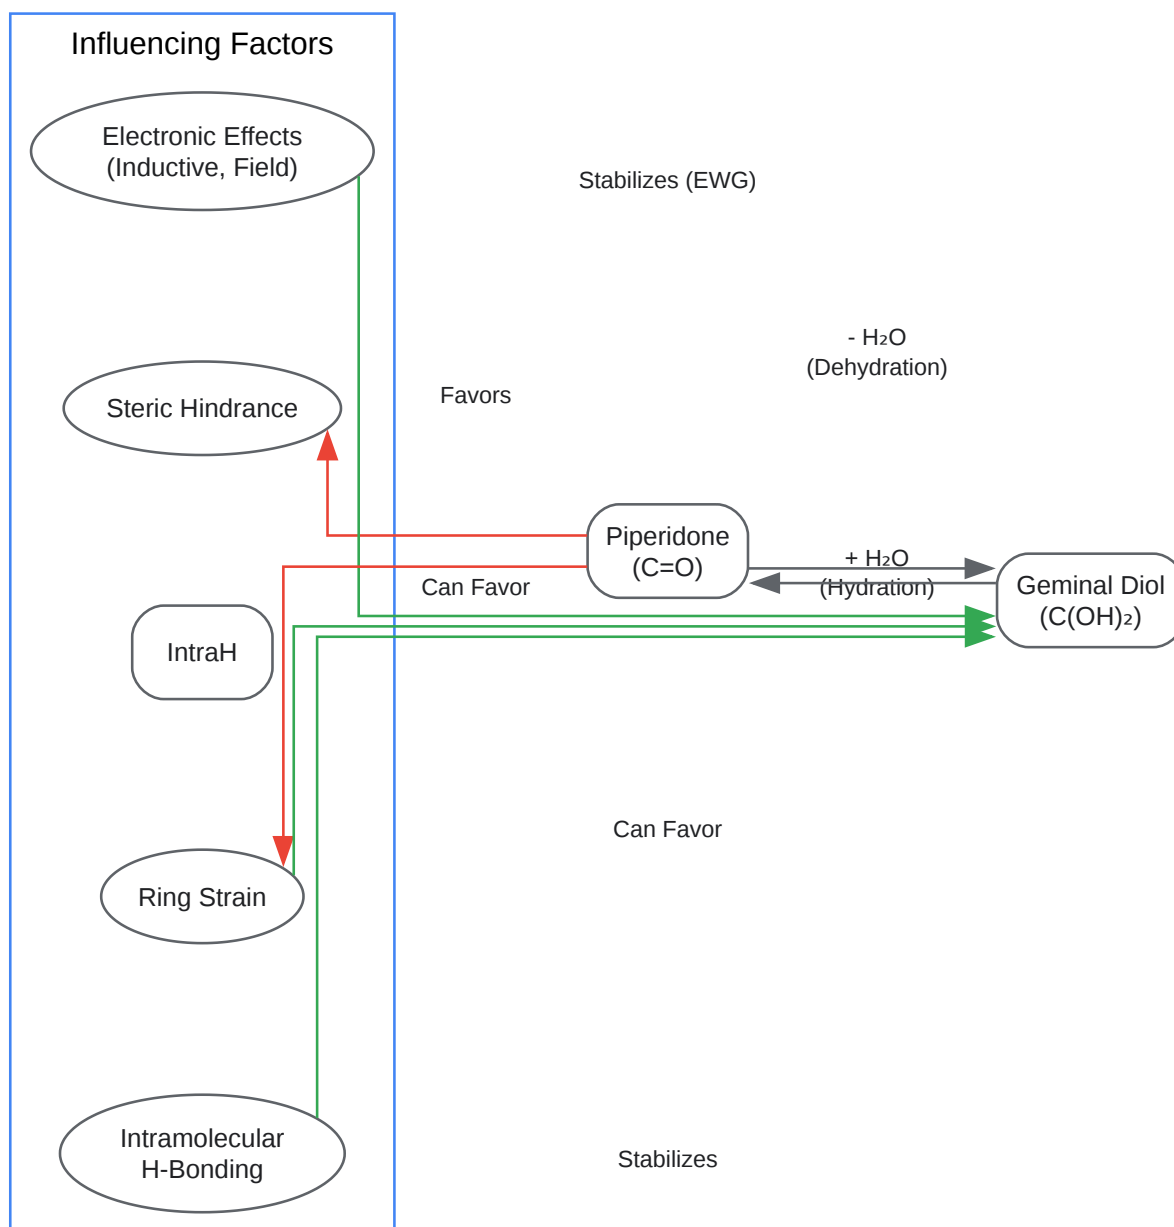 Influencing Factors
Electronic Effects
(Inductive, Field)
Stabilizes (EWG)
- H₂O
(Dehydration)
Favors
Steric Hindrance
Piperidone
(C=O)
+ H₂O
(Hydration)
Can Favor
Geminal Diol
(C(OH)₂)
IntraH
Can Favor
Ring Strain
Intramolecular
H-Bonding
Stabilizes